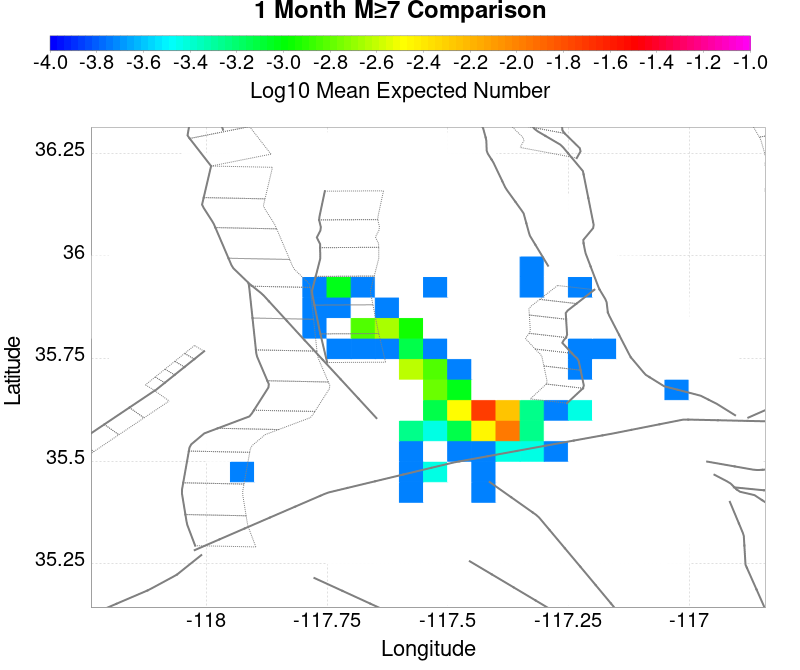 1 Month M≥7 Comparison
-4.0 -3.8 -3.6 -3.4 -3.2 -3.0 -2.8 -2.6 -2.4 -2.2 -2.0 -1.8 -1.6 -1.4 -1.2 -1.0
Log10 Mean Expected Number
36.25
36
35.75
35.5
35.25
Latitude
-118 -117.75 -117.5 -117.25 -117
Longitude